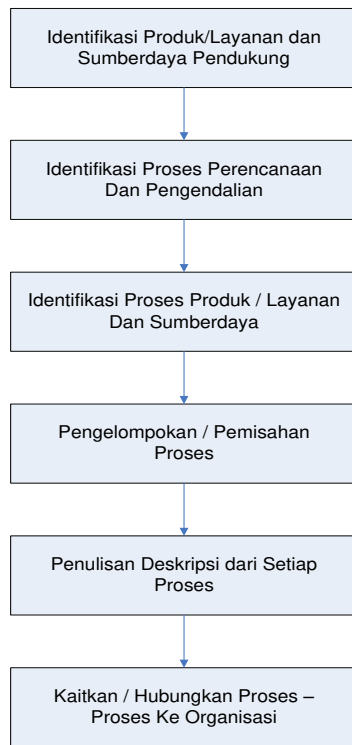 Identifikasi Produk/Layanan dan
Sumberdaya Pendukung
Identifikasi Proses Perencanaan
Dan Pengendalian
Identifikasi Proses Produk / Layanan
Dan Sumberdaya
Pengelompokan / Pemisahan
Proses
Penulisan Deskripsi dari Setiap
Proses
Kaitkan / Hubungkan Proses –
Proses Ke Organisasi